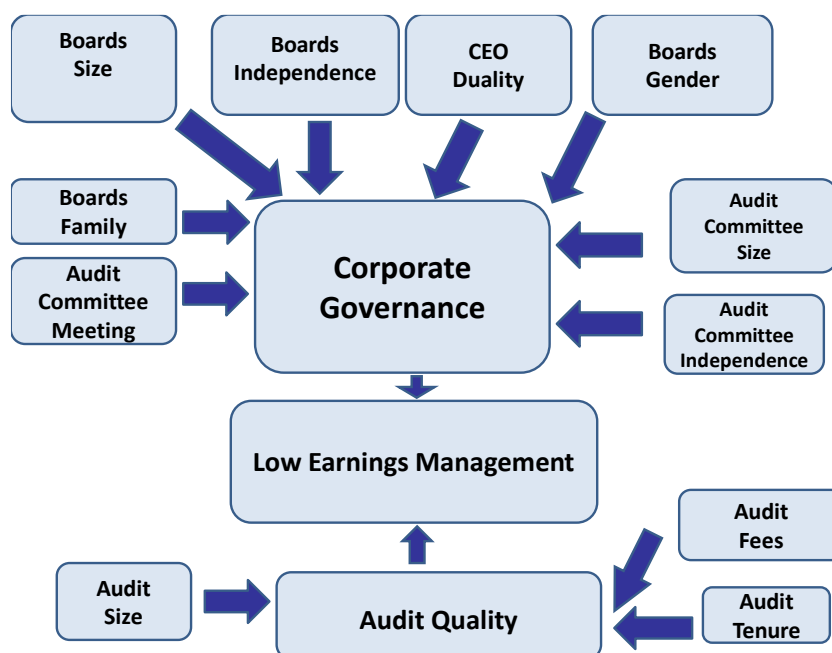 Boards
Size
Boards
Independence
CEO
Duality
Boards
Gender
Boards
Family
Audit
Committee
Meeting
Corporate
Governance
Audit
Committee
Size
Audit
Committee
Independence
Low Earnings Management
Audit
Fees
Audit
Size
Audit Quality
Audit
Tenure